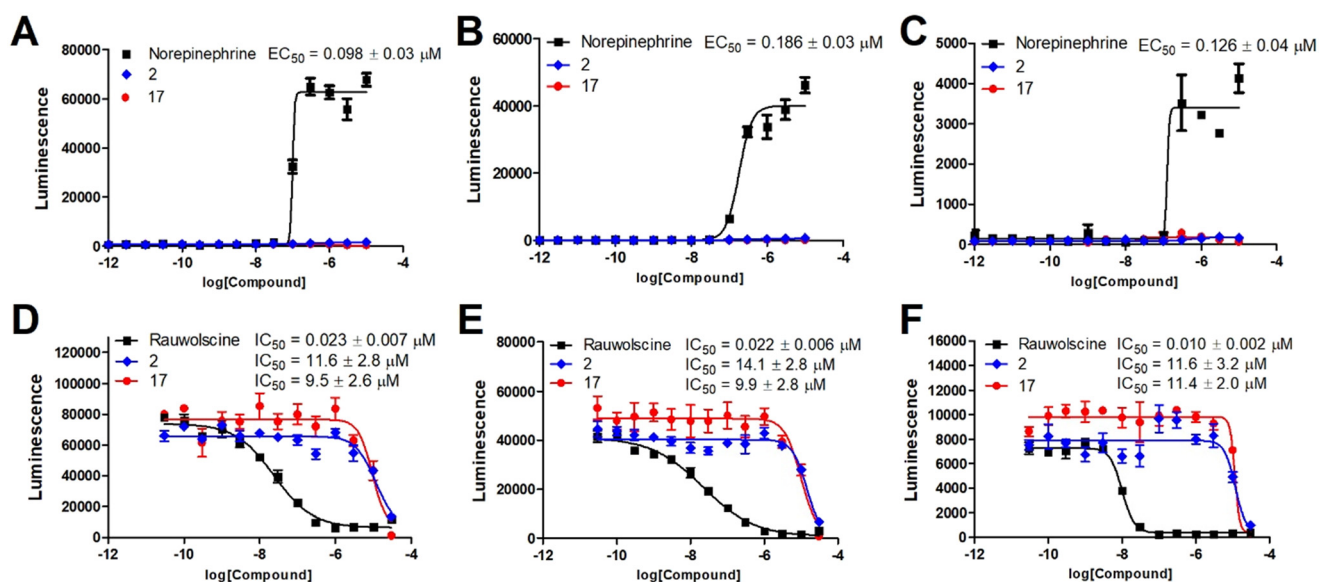 A
Norepinephrine EC50 = 0.098 ± 0.03 µM
2
17
Luminescence
80000
60000
40000
20000
0
-12 -10 -8 -6 -4
log[Compound]
B
Norepinephrine EC50 = 0.186 ± 0.03 µM
2
17
Luminescence
60000
40000
20000
0
-12 -10 -8 -6 -4
log[Compound]
C
Norepinephrine EC50 = 0.126 ± 0.04 µM
2
17
Luminescence
5000
4000
3000
2000
1000
0
-12 -10 -8 -6 -4
log[Compound]
D
Rauwolscine IC50 = 0.023 ± 0.007 µM
2 IC50 = 11.6 ± 2.8 µM
17 IC50 = 9.5 ± 2.6 µM
Luminescence
120000
100000
80000
60000
40000
20000
0
-12 -10 -8 -6 -4
log[Compound]
E
Rauwolscine IC50 = 0.022 ± 0.006 µM
2 IC50 = 14.1 ± 2.8 µM
17 IC50 = 9.9 ± 2.8 µM
Luminescence
80000
60000
40000
20000
0
-12 -10 -8 -6 -4
log[Compound]
F
Rauwolscine IC50 = 0.010 ± 0.002 µM
2 IC50 = 11.6 ± 3.2 µM
17 IC50 = 11.4 ± 2.0 µM
Luminescence
16000
14000
12000
10000
8000
6000
4000
2000
0
-12 -10 -8 -6 -4
log[Compound]